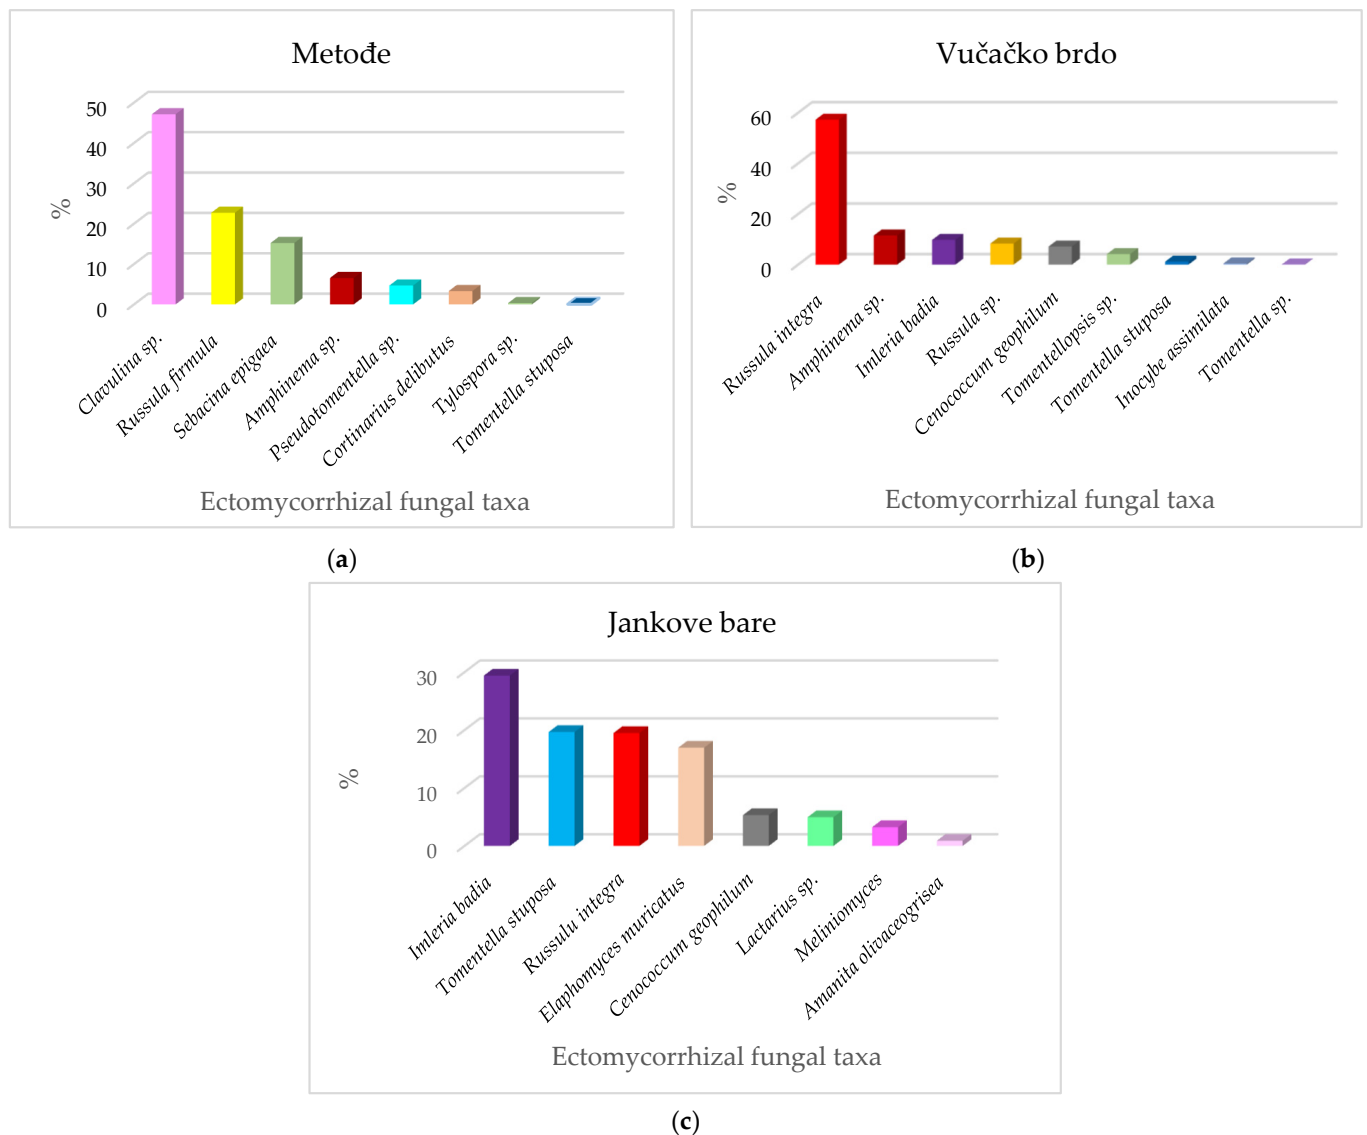 Metođe
50
40
30
20
10
0
%
Clavulina sp.
Russula firmula
Sebacina epigaea
Amphinema sp.
Pseudotomentella sp.
Cortinarius delibutus
Tylospora sp.
Tomentella stuposa
Ectomycorrhizal fungal taxa
(a)
Vučačko brdo
60
40
20
0
%
Russula integra
Amphinema sp.
Imleria badia
Russula sp.
Cenococcum geophilum
Tomentellopsis sp.
Tomentella stuposa
Inocybe assimilata
Tomentella sp.
Ectomycorrhizal fungal taxa
(b)
Jankove bare
30
20
10
0
%
Imleria badia
Tomentella stuposa
Russulu integra
Elaphomyces muricatus
Cenococcum geophilum
Lactarius sp.
Meliniomyces
Amanita olivaceogrisea
Ectomycorrhizal fungal taxa
(c)